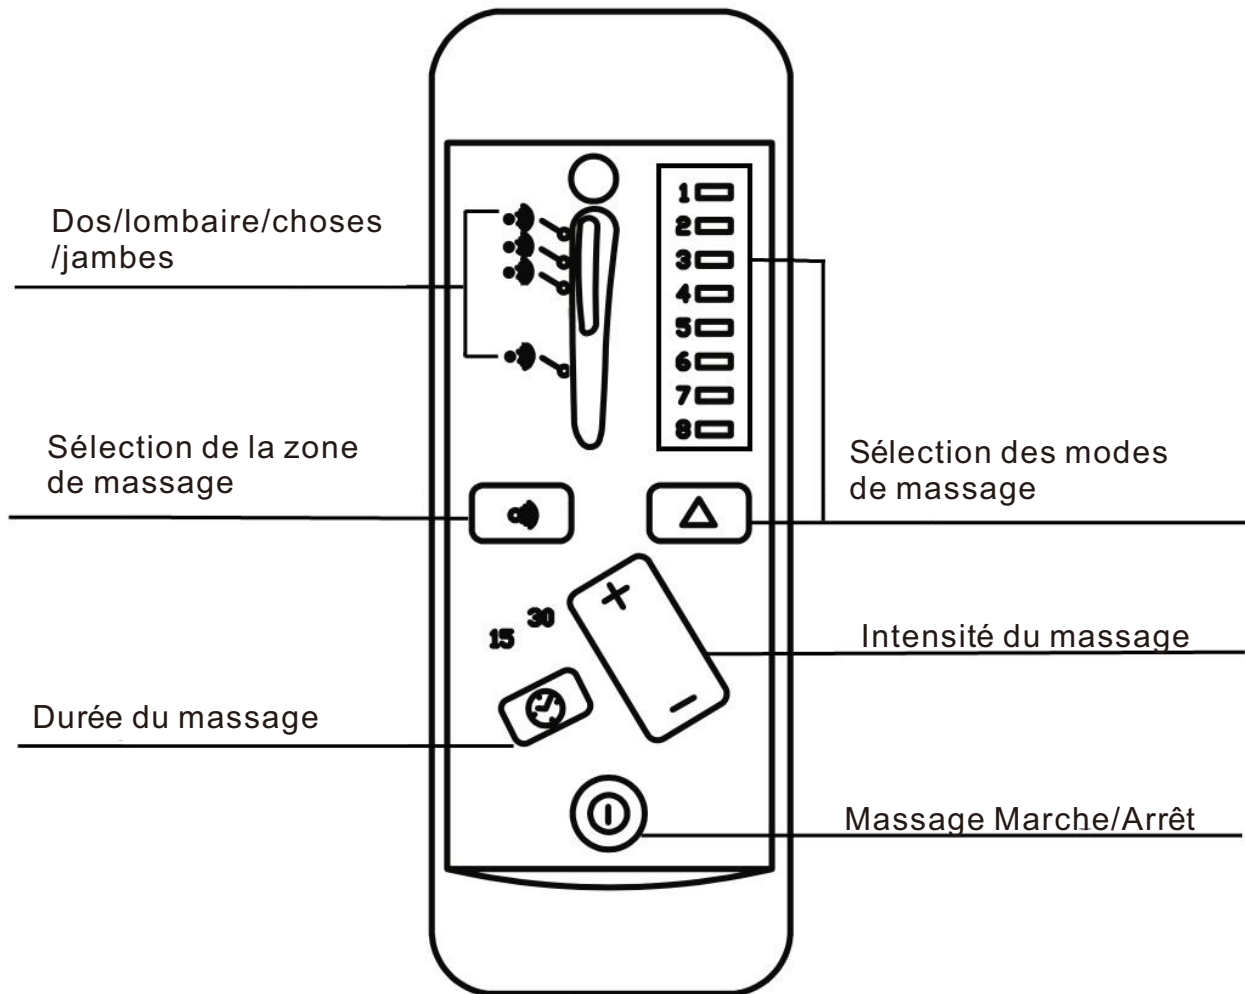 Dos/lombaire/choses
/jambes
1
2
3
4
5
6
7
8
Sélection de la zone
de massage
Sélection des modes
de massage
30
15
+
−
Intensité du massage
Durée du massage
Massage Marche/Arrêt